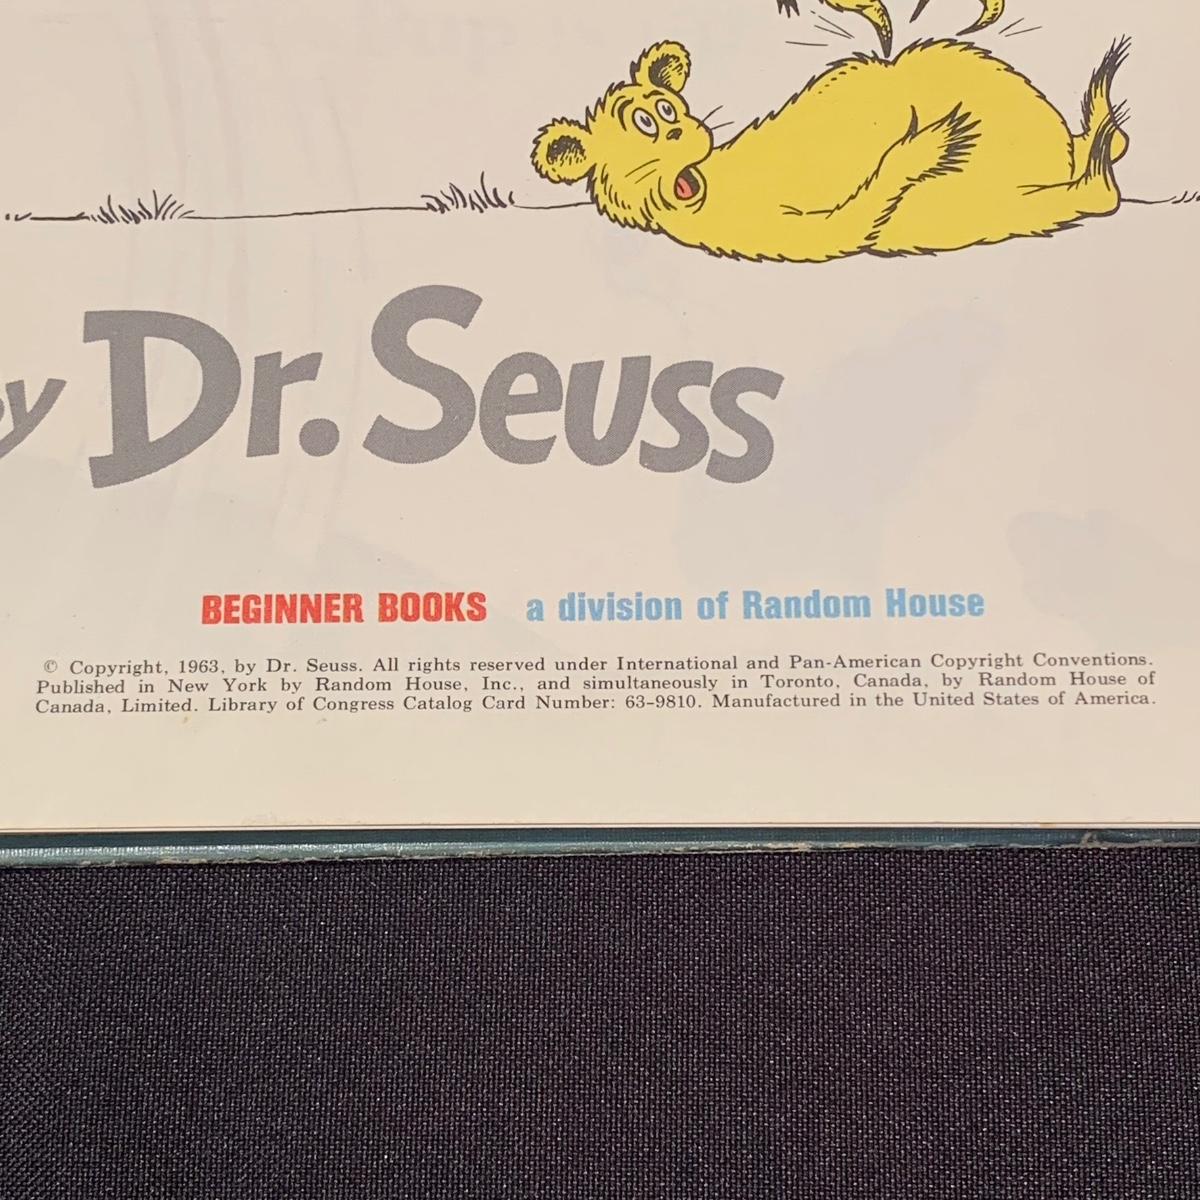 by Dr. Seuss
BEGINNER BOOKS a division of Random House
© Copyright, 1963, by Dr. Seuss. All rights reserved under International and Pan-American Copyright Conventions.
Published in New York by Random House, Inc., and simultaneously in Toronto, Canada, by Random House of
Canada, Limited. Library of Congress Catalog Card Number: 63-9810. Manufactured in the United States of America.